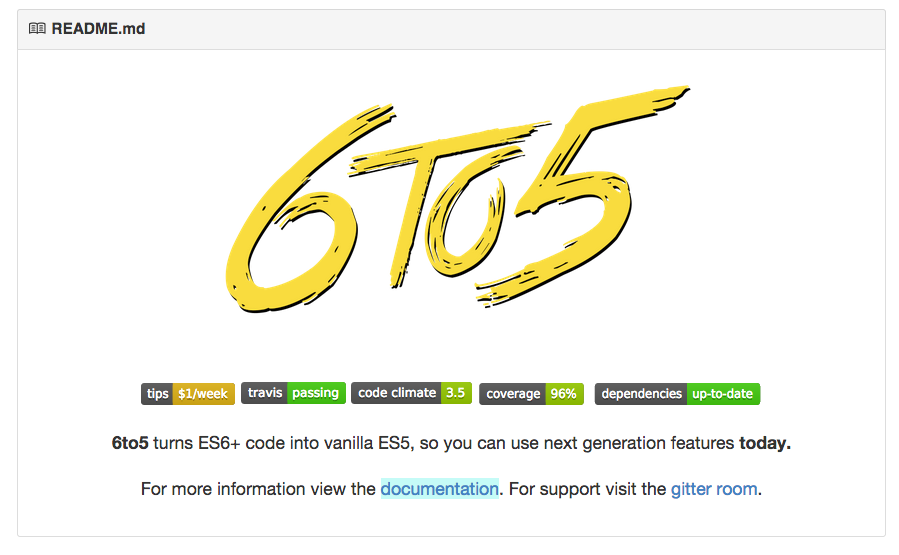 README.md
6to5
tips $1/week travis passing code climate 3.5 coverage 96% dependencies up-to-date
6to5 turns ES6+ code into vanilla ES5, so you can use next generation features today.
For more information view the documentation. For support visit the gitter room.